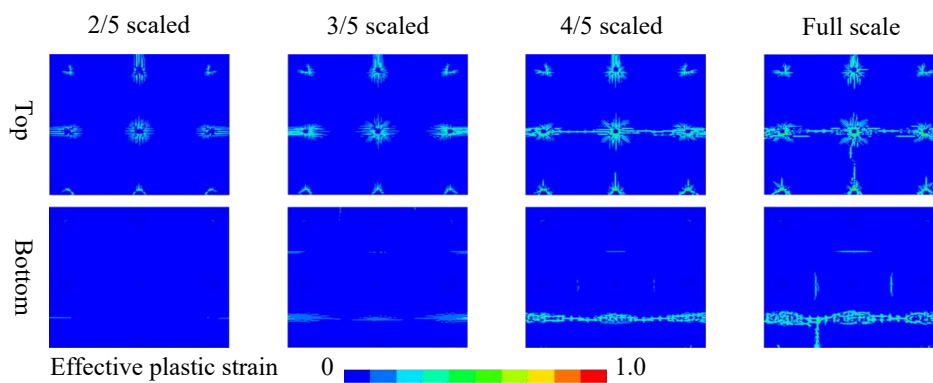 2/5 scaled
3/5 scaled
4/5 scaled
Full scale
Top
Bottom
Effective plastic strain 0 1.0